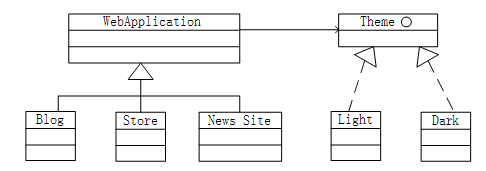 WebApplication
Theme
Blog
Store
News Site
Light
Dark